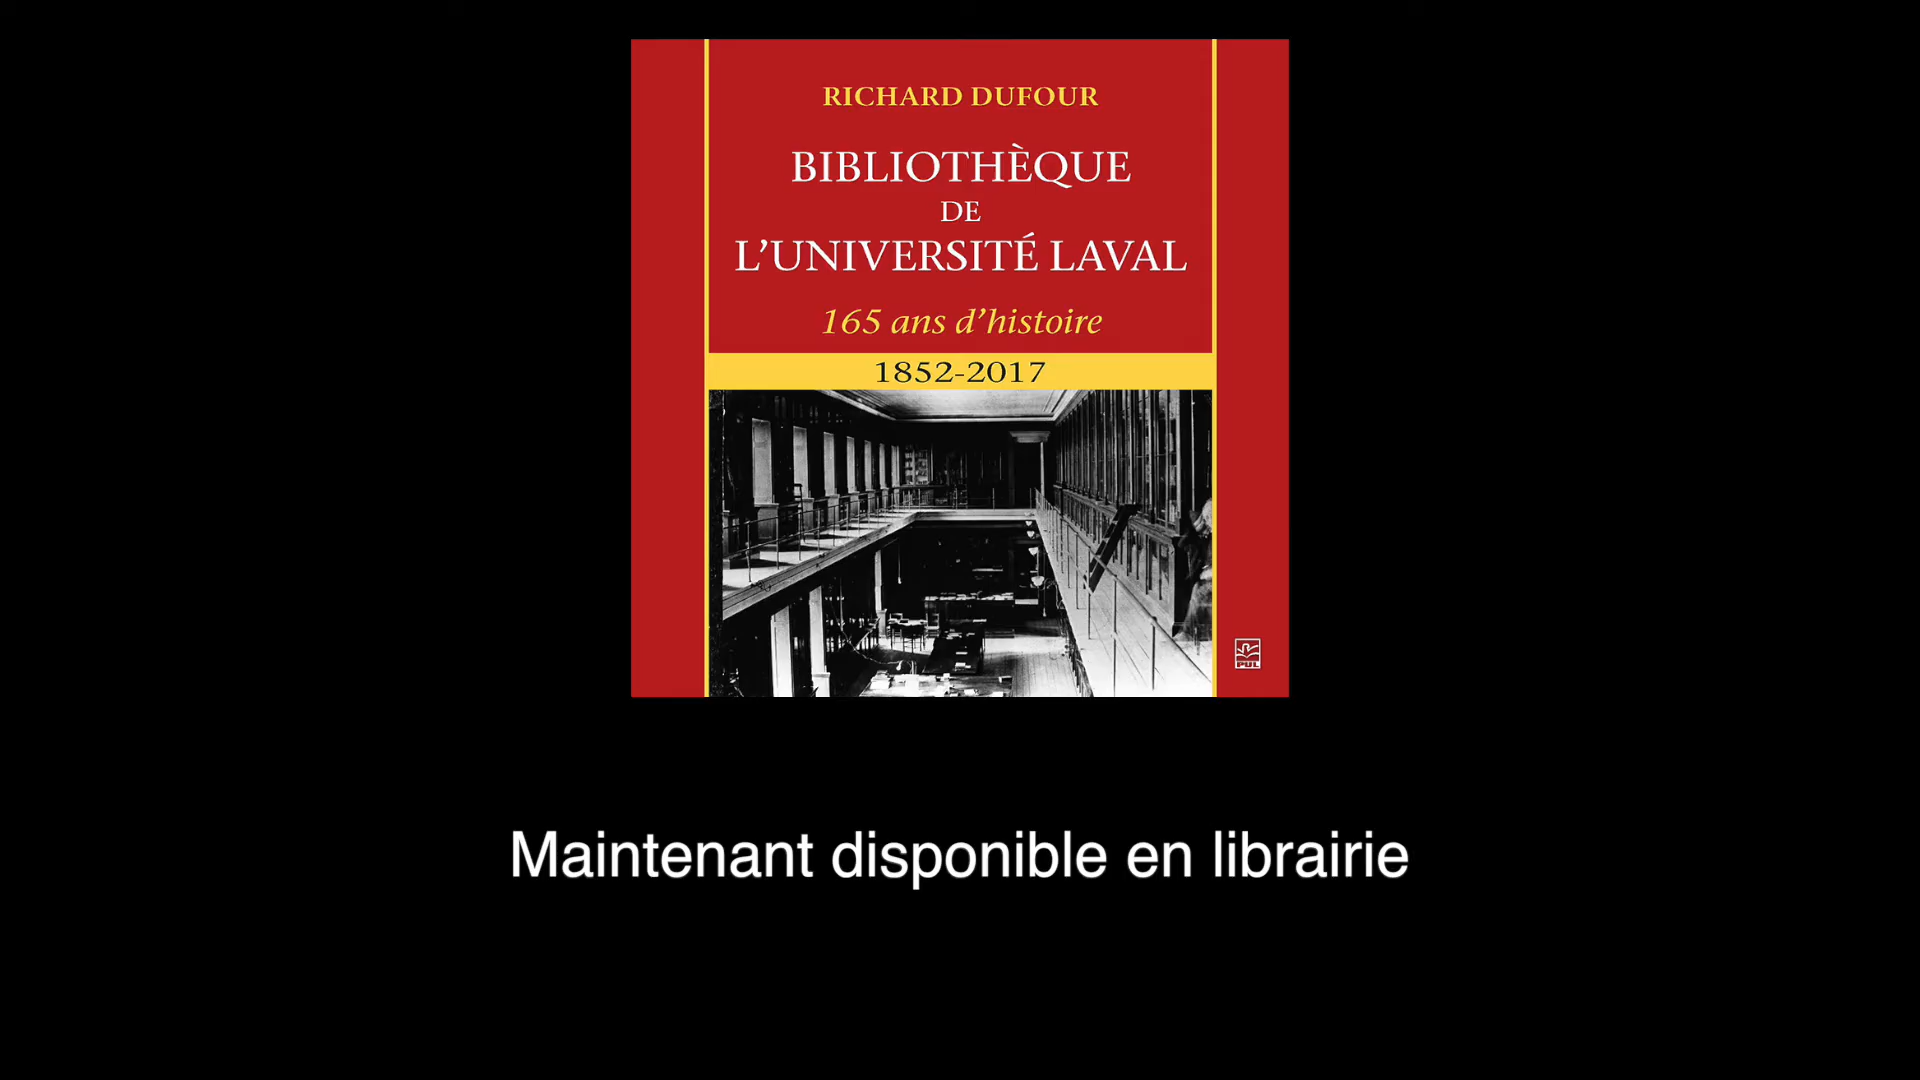 RICHARD DUFOUR
BIBLIOTHÈQUE
DE
L’UNIVERSITÉ LAVAL
165 ans d’histoire
1852-2017
PUL
Maintenant disponible en librairie